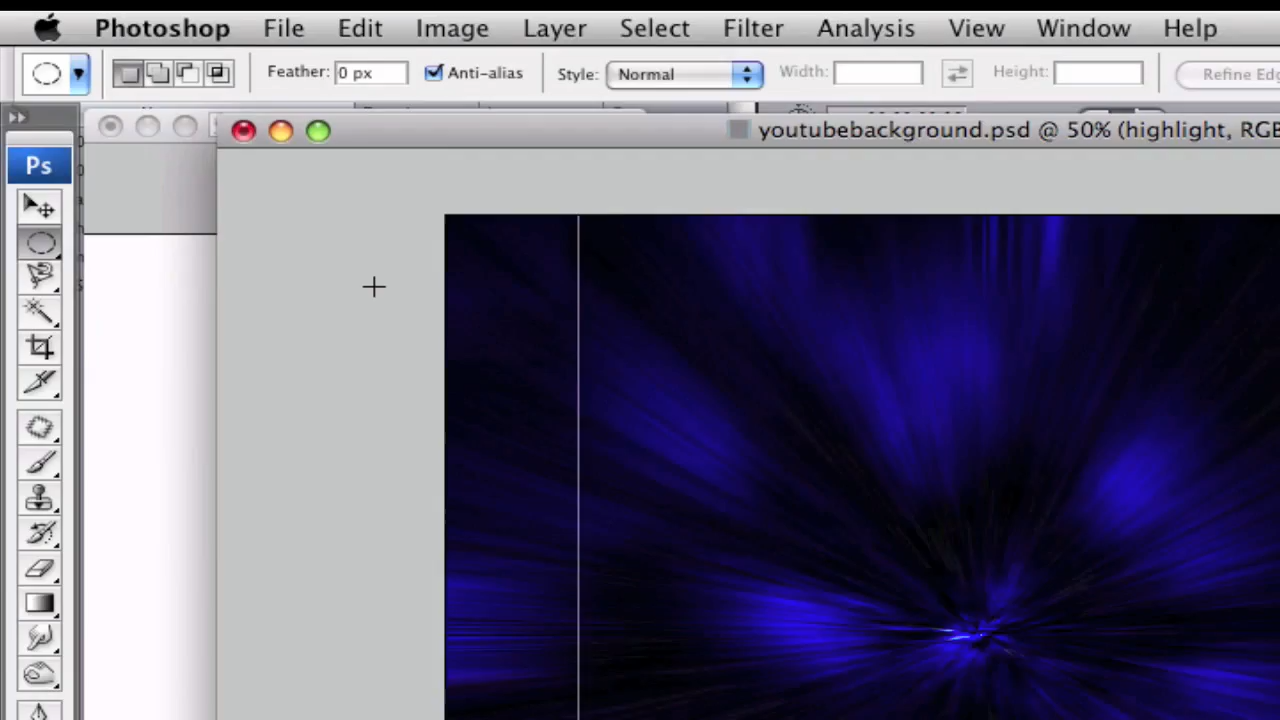 Photoshop File Edit Image Layer Select Filter Analysis View Window Help
Feather: 0 px Anti-alias Style: Normal Width: Height: Refine
youtubebackground.psd @ 50% (highlight, RGB
Ps